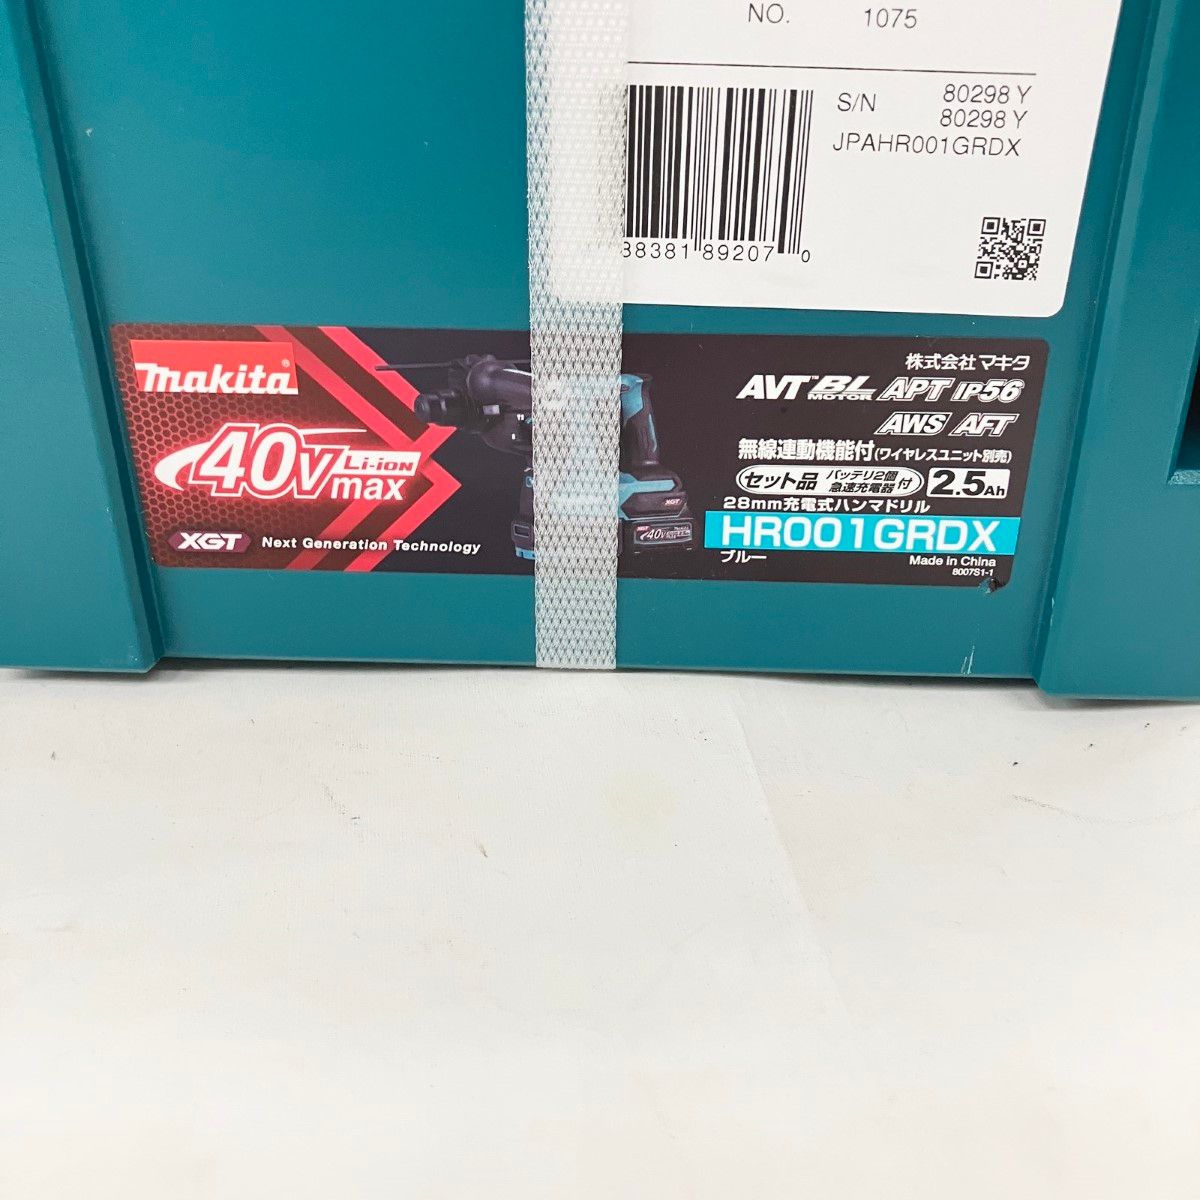 NO. 1075
S/N 80298 Y
80298 Y
JPAHR001GRDX
88381 89207 0
makita®
40Vmax Li-ion
XGT Next Generation Technology
株式会社マキタ
AVT™ BL MOTOR APT IP56
AWS AFT
無線連動機能付(ワイヤレスユニット別売)
セット品 バッテリ2個 急速充電器 付 2.5Ah
28mm充電式ハンマドリル
HR001GRDX
ブルー
Made in China
8007S1-1